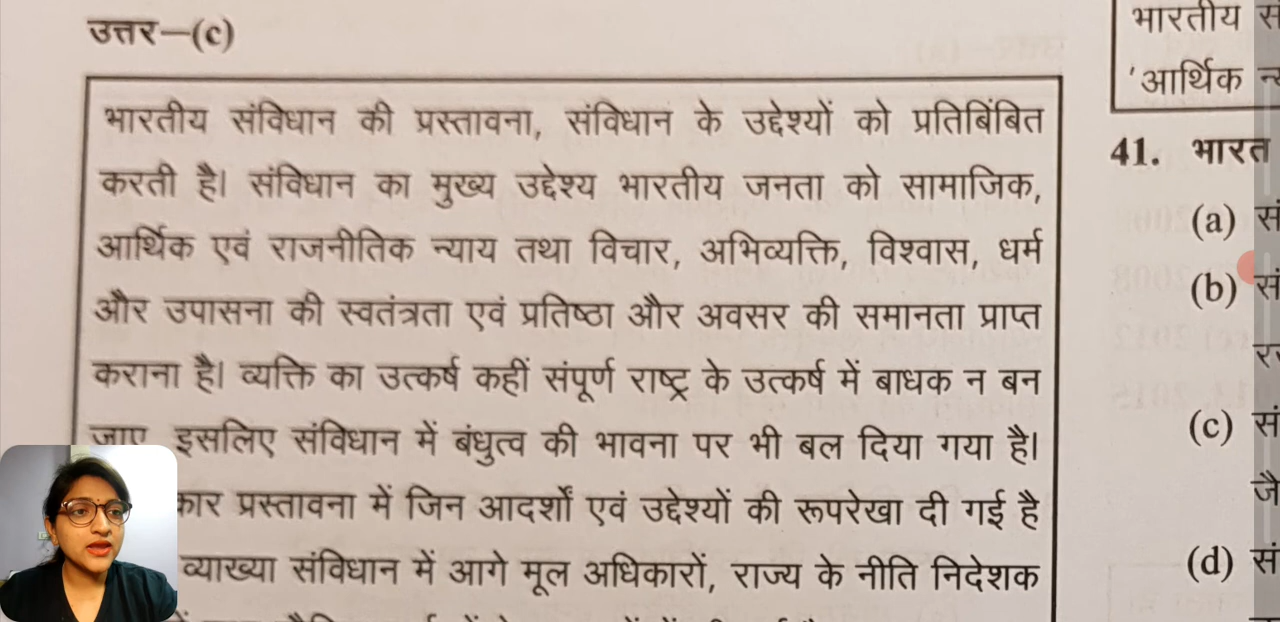 उत्तर—(c)
भारतीय संविधान की प्रस्तावना, संविधान के उद्देश्यों को प्रतिबिंबित
करती है। संविधान का मुख्य उद्देश्य भारतीय जनता को सामाजिक,
आर्थिक एवं राजनीतिक न्याय तथा विचार, अभिव्यक्ति, विश्वास, धर्म
और उपासना की स्वतंत्रता एवं प्रतिष्ठा और अवसर की समानता प्राप्त
कराना है। व्यक्ति का उत्कर्ष कहीं संपूर्ण राष्ट्र के उत्कर्ष में बाधक न बन
जाए इसलिए संविधान में बंधुत्व की भावना पर भी बल दिया गया है।
प्रस्तावना में जिन आदर्शों एवं उद्देश्यों की रूपरेखा दी गई है
व्याख्या संविधान में आगे मूल अधिकारों, राज्य के नीति निदेशक
भारतीय
'आर्थिक
41. भारत
(a)
(b)
(c)
(d)